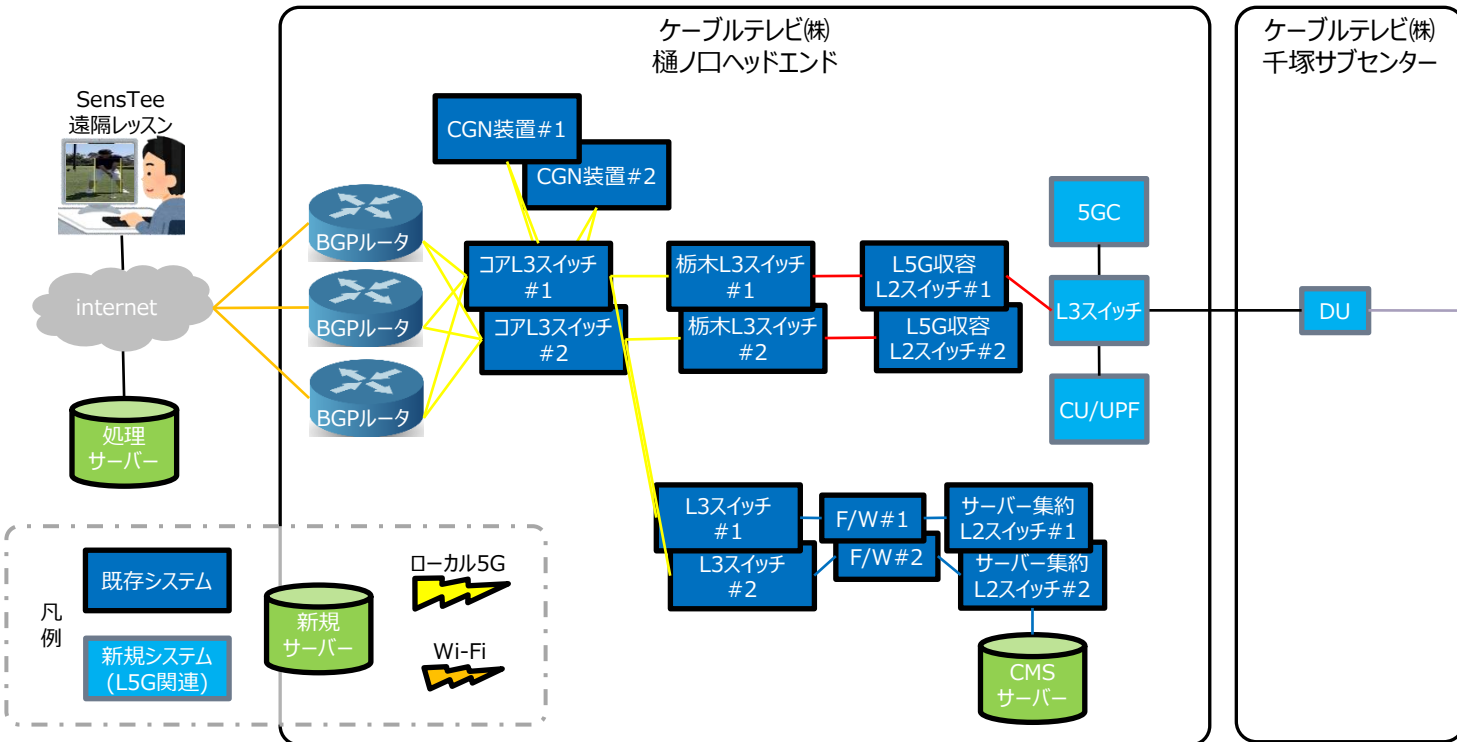 ケーブルテレビ㈱
樋ノ口ヘッドエンド
ケーブルテレビ㈱
千塚サブセンター
SensTee
遠隔レッスン
internet
処理
サーバー
BGPルータ
BGPルータ
BGPルータ
CGN装置#1
CGN装置#2
コアL3スイッチ
#1
コアL3スイッチ
#2
栃木L3スイッチ
#1
栃木L3スイッチ
#2
L5G収容
L2スイッチ#1
L5G収容
L2スイッチ#2
5GC
L3スイッチ
CU/UPF
DU
L3スイッチ
#1
L3スイッチ
#2
F/W#1
F/W#2
サーバー集約
L2スイッチ#1
サーバー集約
L2スイッチ#2
CMS
サーバー
凡
例
既存システム
新規システム
(L5G関連)
新規
サーバー
ローカル5G
Wi-Fi